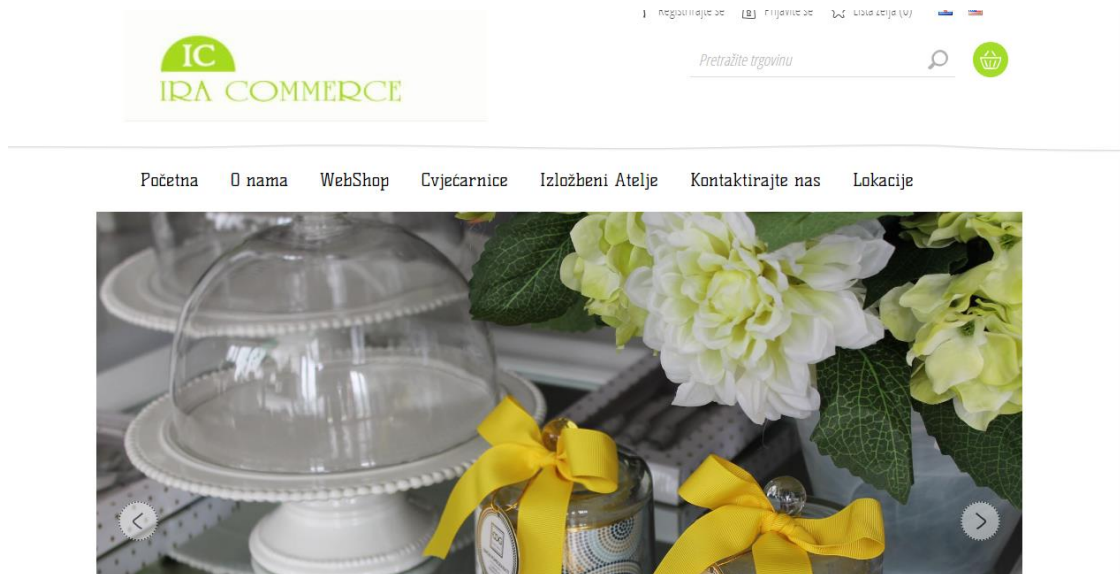 Registrirajte se Prijavite se Lista želja (0)
IC
IRA COMMERCE
Pretražite trgovinu
Početna O nama WebShop Cvjećarnice Izložbeni Atelje Kontaktirajte nas Lokacije